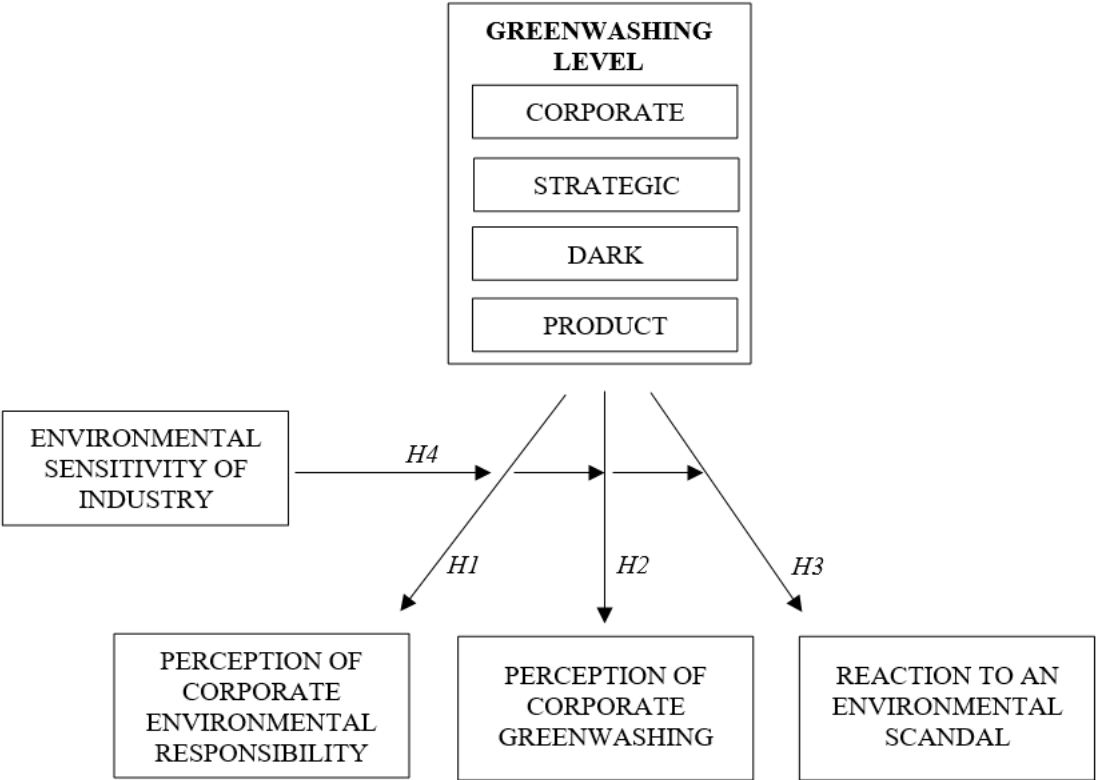 GREENWASHING
LEVEL
CORPORATE
STRATEGIC
DARK
PRODUCT
ENVIRONMENTAL
SENSITIVITY OF
INDUSTRY
H4
H1
H2
H3
PERCEPTION OF
CORPORATE
ENVIRONMENTAL
RESPONSIBILITY
PERCEPTION OF
CORPORATE
GREENWASHING
REACTION TO AN
ENVIRONMENTAL
SCANDAL